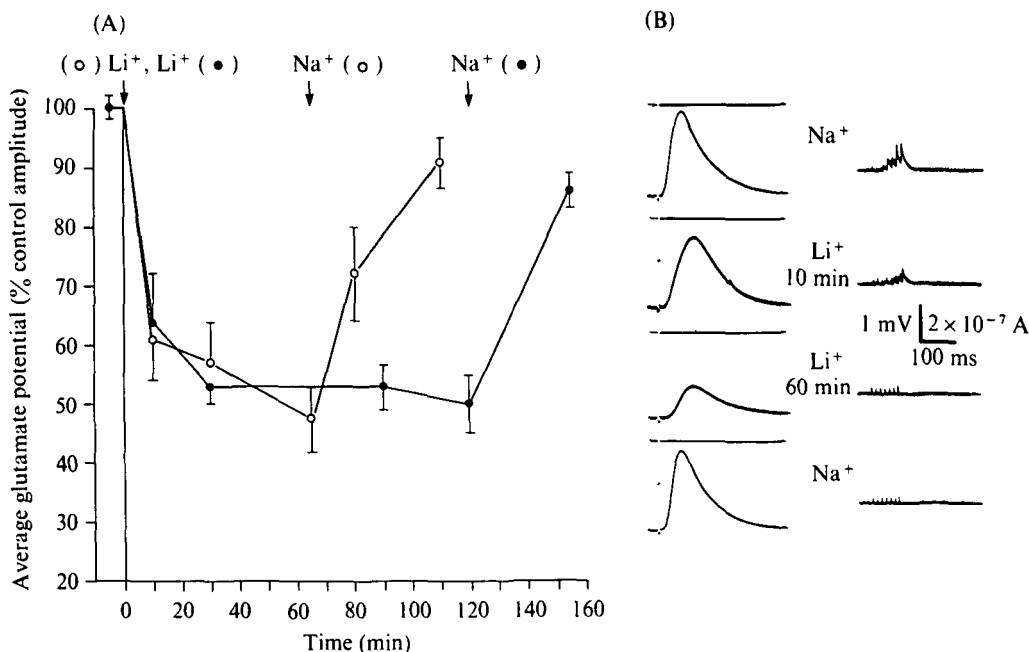 (A)
(○) Li⁺, Li⁺ (●) Na⁺ (○) Na⁺ (●)
Average glutamate potential (% control amplitude)
100
90
80
70
60
50
40
30
20
0 20 40 60 80 100 120 140 160
Time (min)
(B)
Na⁺
Li⁺
10 min
1 mV 2 × 10⁻⁷ A
100 ms
Li⁺
60 min
Na⁺